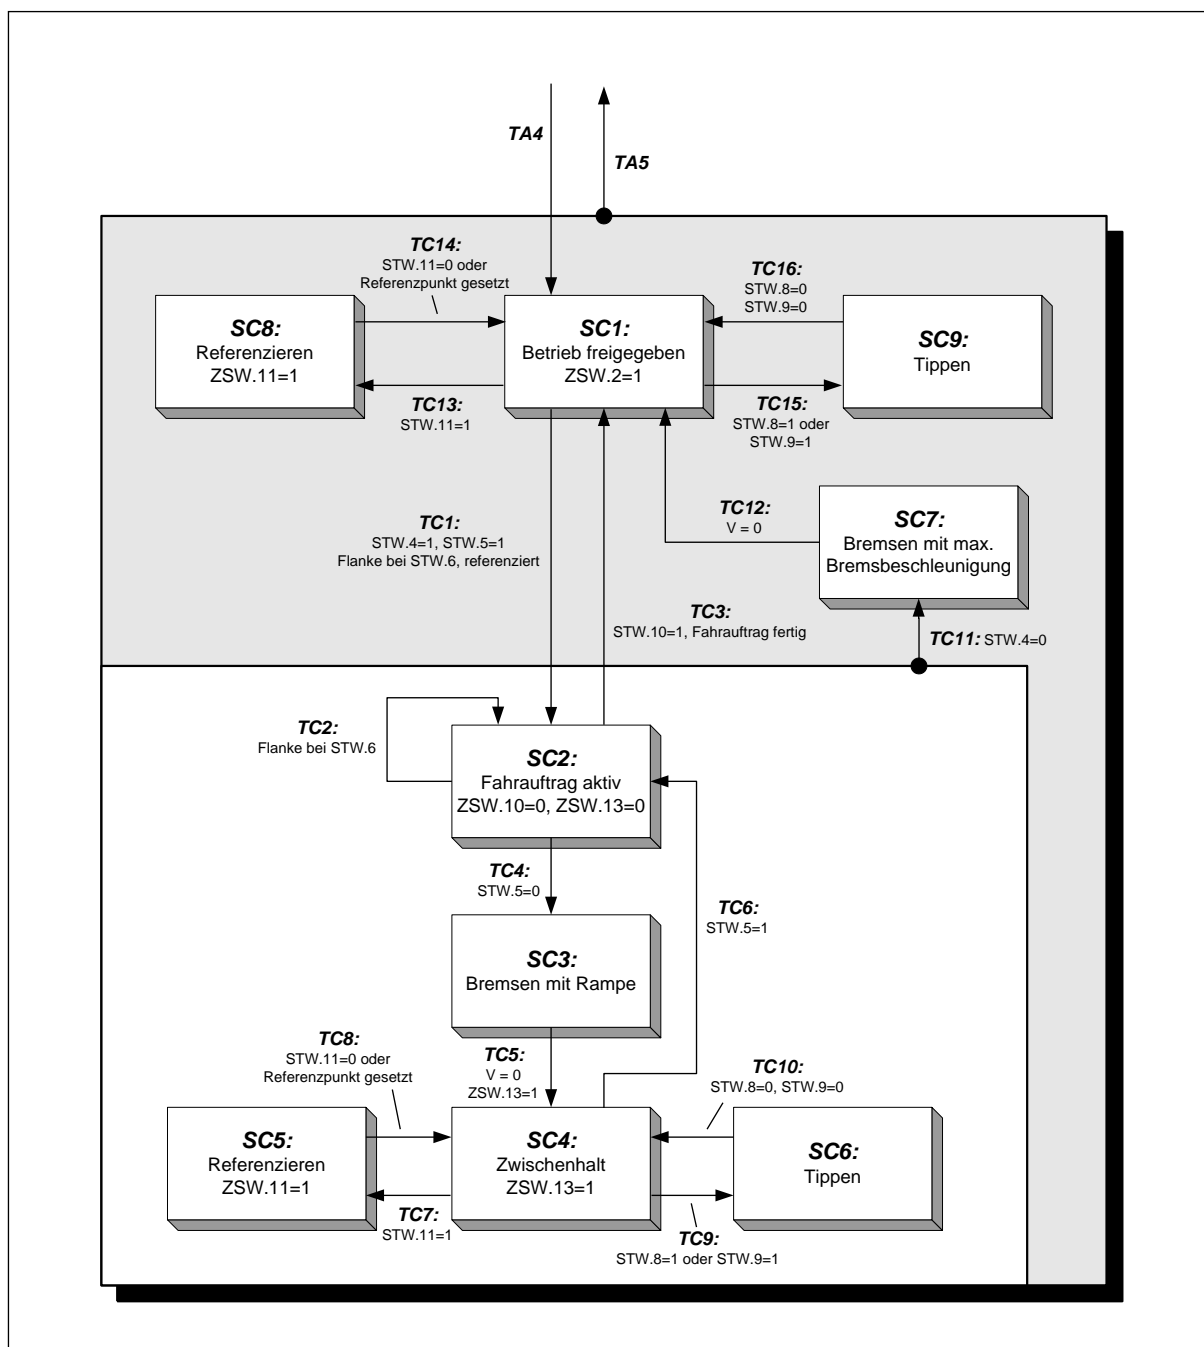 TA4
TA5
TC14:
STW.11=0 oder
Referenzpunkt gesetzt
TC16:
STW.8=0
STW.9=0
SC8:
Referenzieren
ZSW.11=1
SC1:
Betrieb freigegeben
ZSW.2=1
SC9:
Tippen
TC13:
STW.11=1
TC15:
STW.8=1 oder
STW.9=1
TC12:
V = 0
SC7:
Bremsen mit max.
Bremsbeschleunigung
TC1:
STW.4=1, STW.5=1
Flanke bei STW.6, referenziert
TC3:
STW.10=1, Fahrauftrag fertig
TC11: STW.4=0
TC2:
Flanke bei STW.6
SC2:
Fahrauftrag aktiv
ZSW.10=0, ZSW.13=0
TC4:
STW.5=0
TC6:
STW.5=1
SC3:
Bremsen mit Rampe
TC8:
STW.11=0 oder
Referenzpunkt gesetzt
TC5:
V = 0
ZSW.13=1
TC10:
STW.8=0, STW.9=0
SC5:
Referenzieren
ZSW.11=1
SC4:
Zwischenhalt
ZSW.13=1
SC6:
Tippen
TC7:
STW.11=1
TC9:
STW.8=1 oder STW.9=1